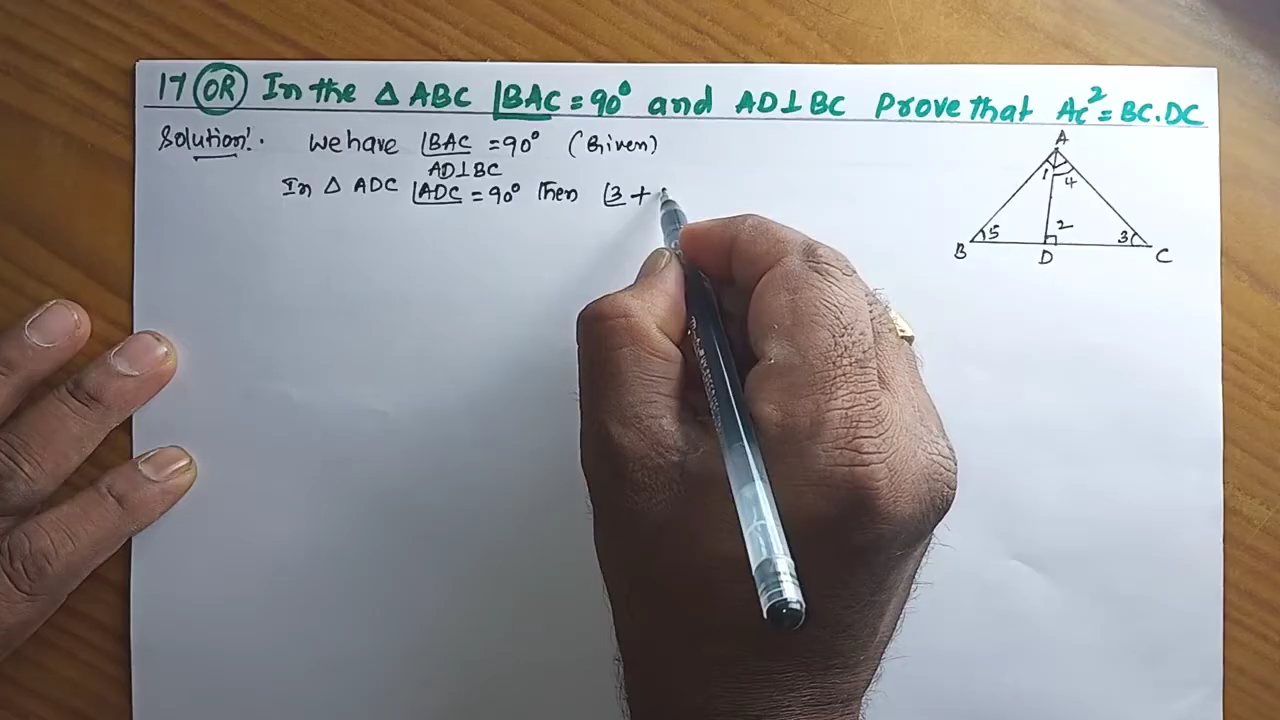 17 OR In the △ ABC ∠BAC = 90° and AD⊥BC Prove that AC² = BC.DC
Solution:. We have ∠BAC = 90° (Given)
AD⊥BC
In △ ADC ∠ADC = 90° Then ∠3 +
A
1 4
5 2 3
B D C